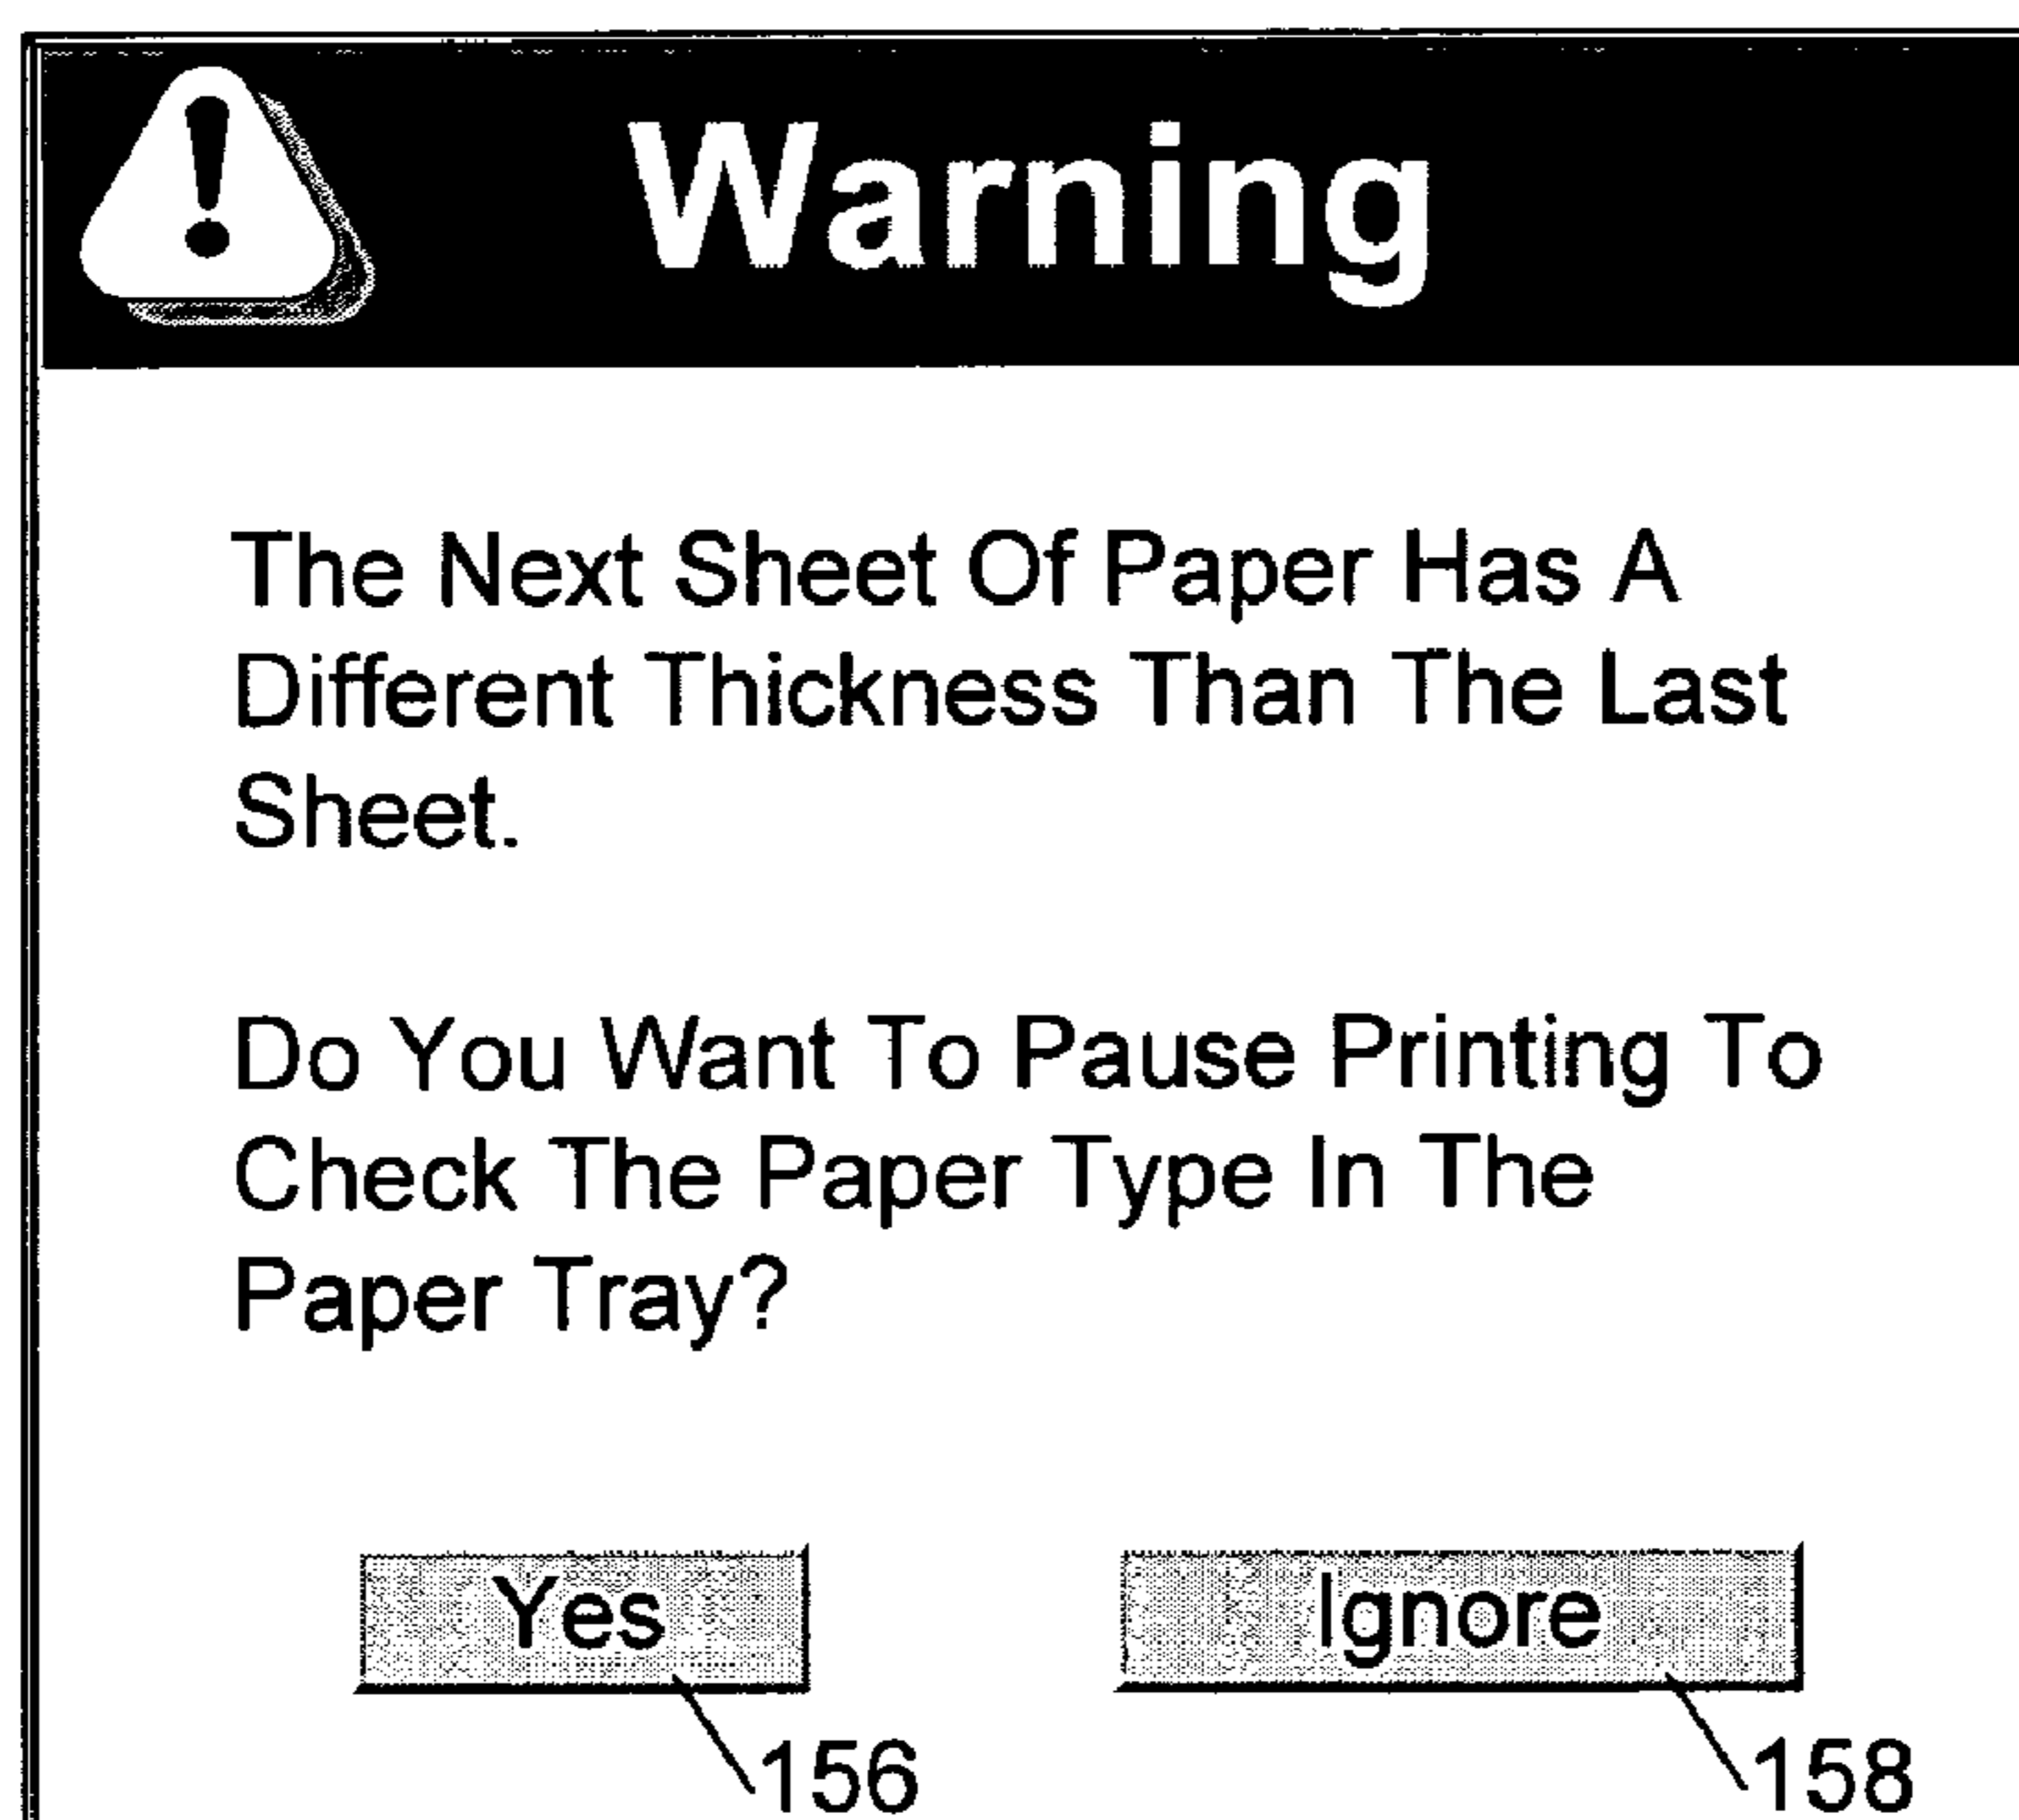 Warning
The Next Sheet Of Paper Has A
Different Thickness Than The Last
Sheet.
Do You Want To Pause Printing To
Check The Paper Type In The
Paper Tray?
Yes Ignore
156 158